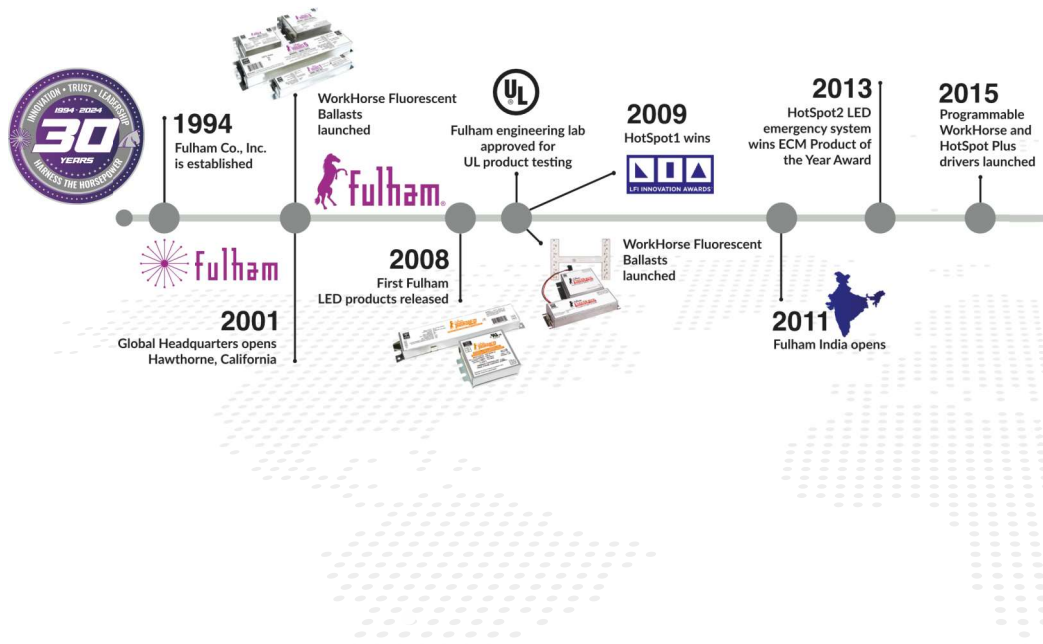 INNOVATION • TRUST • LEADERSHIP
1994 - 2024
30
YEARS
HARNESS THE HORSEPOWER
1994
Fulham Co., Inc.
is established
fulham
WorkHorse Fluorescent
Ballasts
launched
fulham®
2001
Global Headquarters opens
Hawthorne, California
2008
First Fulham
LED products released
UL
Fulham engineering lab
approved for
UL product testing
2009
HotSpot1 wins
LFI INNOVATION AWARDS
WorkHorse Fluorescent
Ballasts
launched
2011
Fulham India opens
2013
HotSpot2 LED
emergency system
wins ECM Product of
the Year Award
2015
Programmable
WorkHorse and
HotSpot Plus
drivers launched